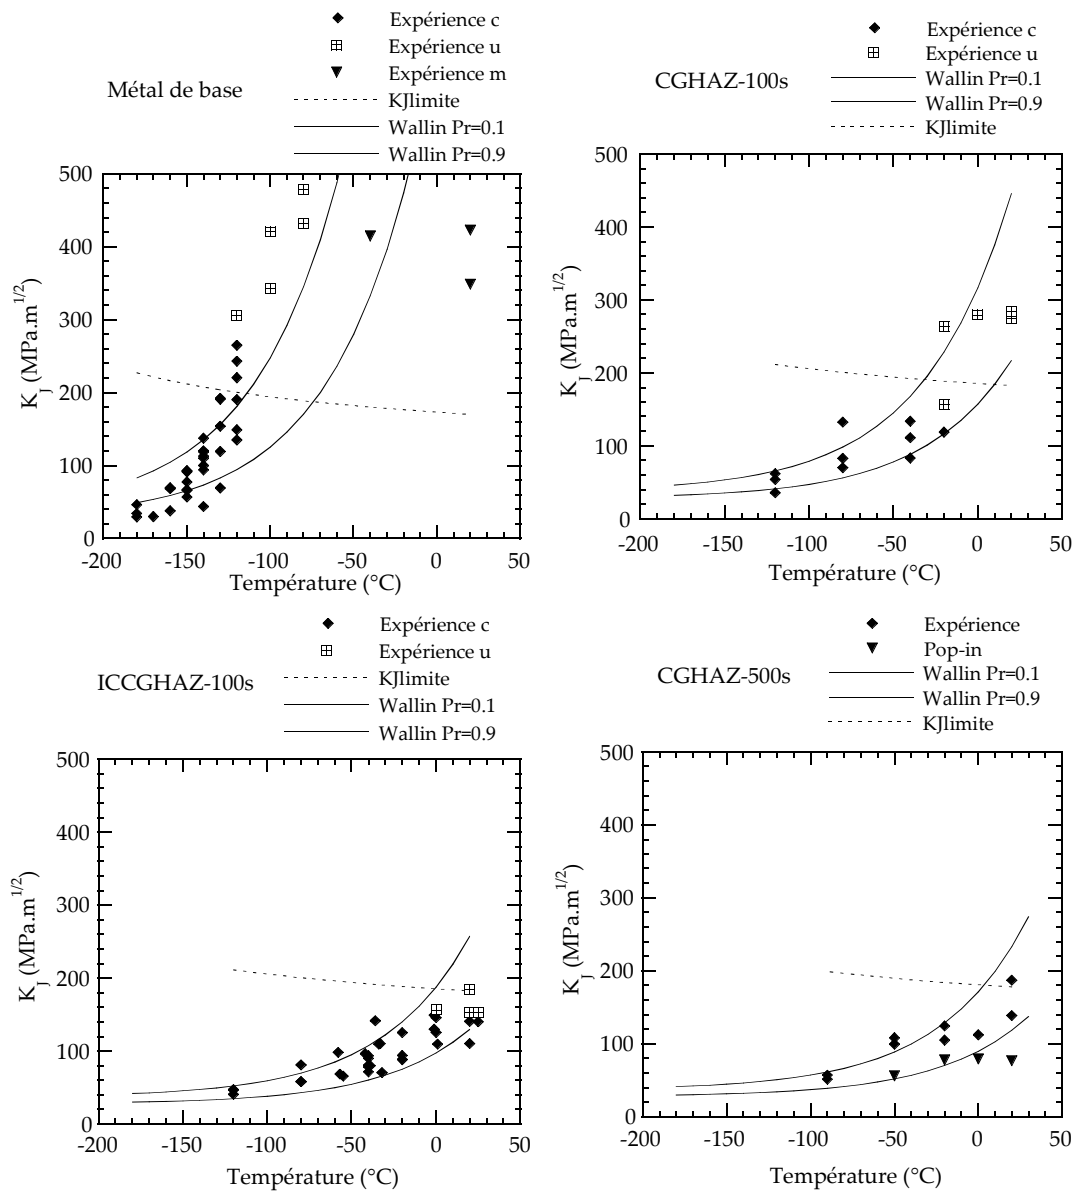 Métal de base
Expérience c
Expérience u
Expérience m
KJlimite
Wallin Pr=0.1
Wallin Pr=0.9
500
400
300
200
100
0
K_J (MPa.m^1/2)
-200 -150 -100 -50 0 50
Température (°C)
CGHAZ-100s
Expérience c
Expérience u
Wallin Pr=0.1
Wallin Pr=0.9
KJlimite
500
400
300
200
100
0
K_J (MPa.m^1/2)
-200 -150 -100 -50 0 50
Température (°C)
ICCGHAZ-100s
Expérience c
Expérience u
KJlimite
Wallin Pr=0.1
Wallin Pr=0.9
500
400
300
200
100
0
K_J (MPa.m^1/2)
-200 -150 -100 -50 0 50
Température (°C)
CGHAZ-500s
Expérience
Pop-in
Wallin Pr=0.1
Wallin Pr=0.9
KJlimite
500
400
300
200
100
0
K_J (MPa.m^1/2)
-200 -150 -100 -50 0 50
Température (°C)